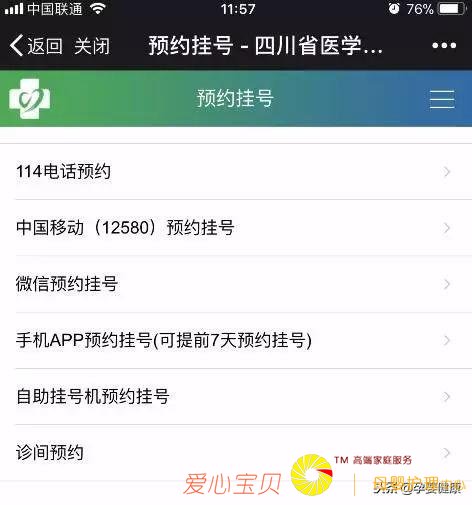 中国联通 11:57 76%
返回 关闭 预约挂号 - 四川省医学…
预约挂号
114电话预约
中国移动（12580）预约挂号
微信预约挂号
手机APP预约挂号(可提前7天预约挂号)
自助挂号机预约挂号
诊间预约
TM 高端家庭服务
爱心宝贝 | 母婴护理
头条@孕婴健康